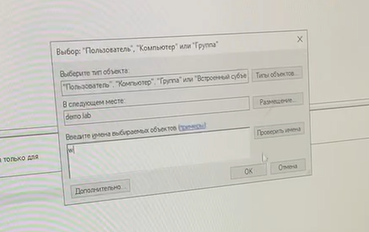 Выбор: "Пользователь", "Компьютер" или "Группа"
Выберите тип объекта:
"Пользователь", "Компьютер", "Группа" или "Встроенный субъе
Типы объектов...
В следующем месте:
demo.lab
Размещение...
Введите имена выбираемых объектов (примеры):
w
Проверить имена
только для
Дополнительно...
OK
Отмена